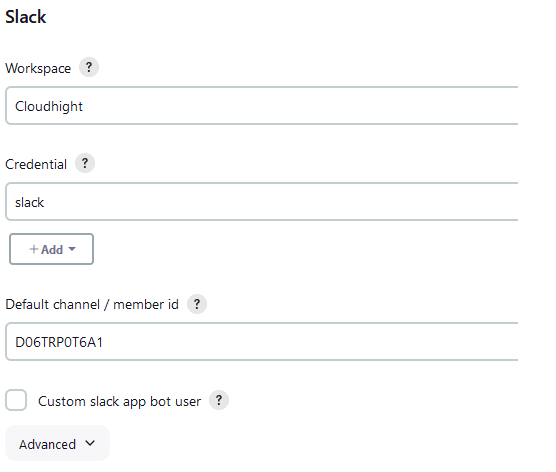 Slack
Workspace ?
Cloudhight
Credential ?
slack
+ Add
Default channel / member id ?
D06TRP0T6A1
Custom slack app bot user ?
Advanced